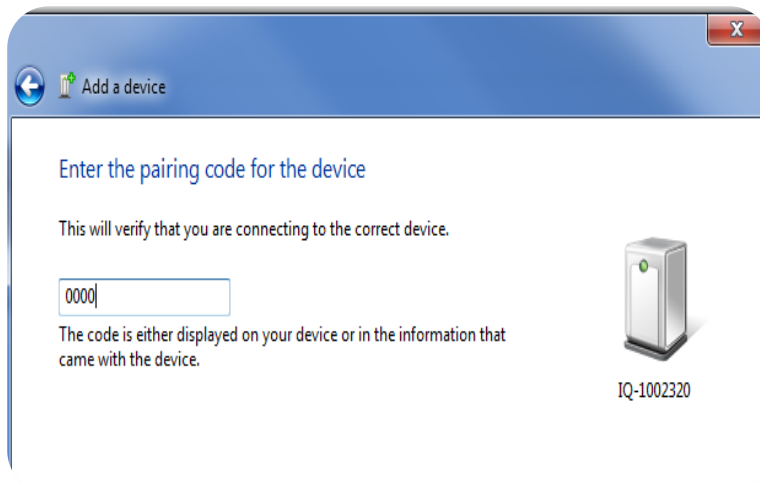 X
Add a device
Enter the pairing code for the device
This will verify that you are connecting to the correct device.
0000
The code is either displayed on your device or in the information that
came with the device.
IQ-1002320